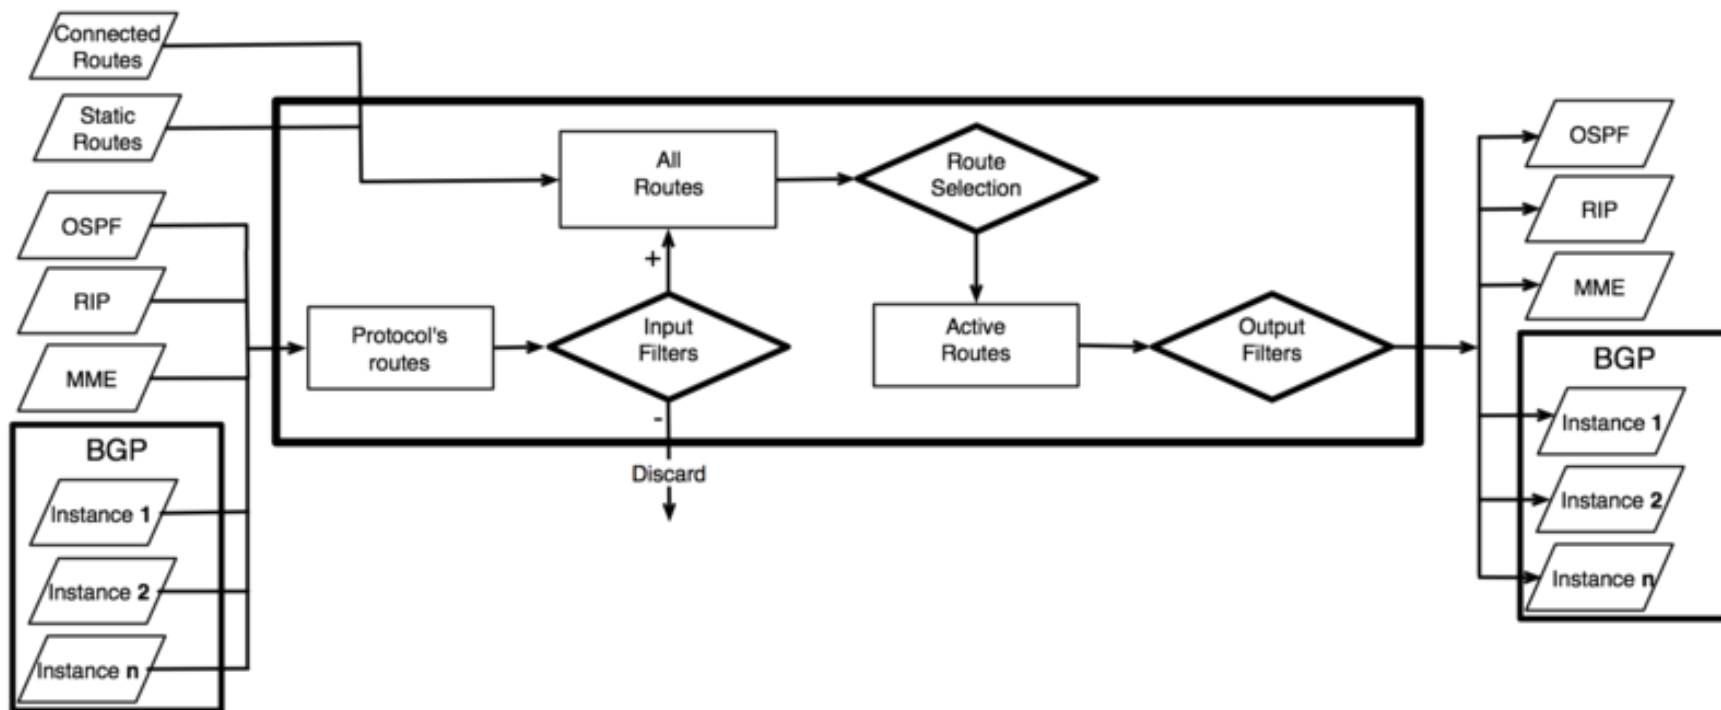 Connected
Routes
Static
Routes
OSPF
RIP
MME
BGP
Instance 1
Instance 2
Instance n
All
Routes
Route
Selection
+
Protocol's
routes
Input
Filters
-
Discard
Active
Routes
Output
Filters
OSPF
RIP
MME
BGP
Instance 1
Instance 2
Instance n